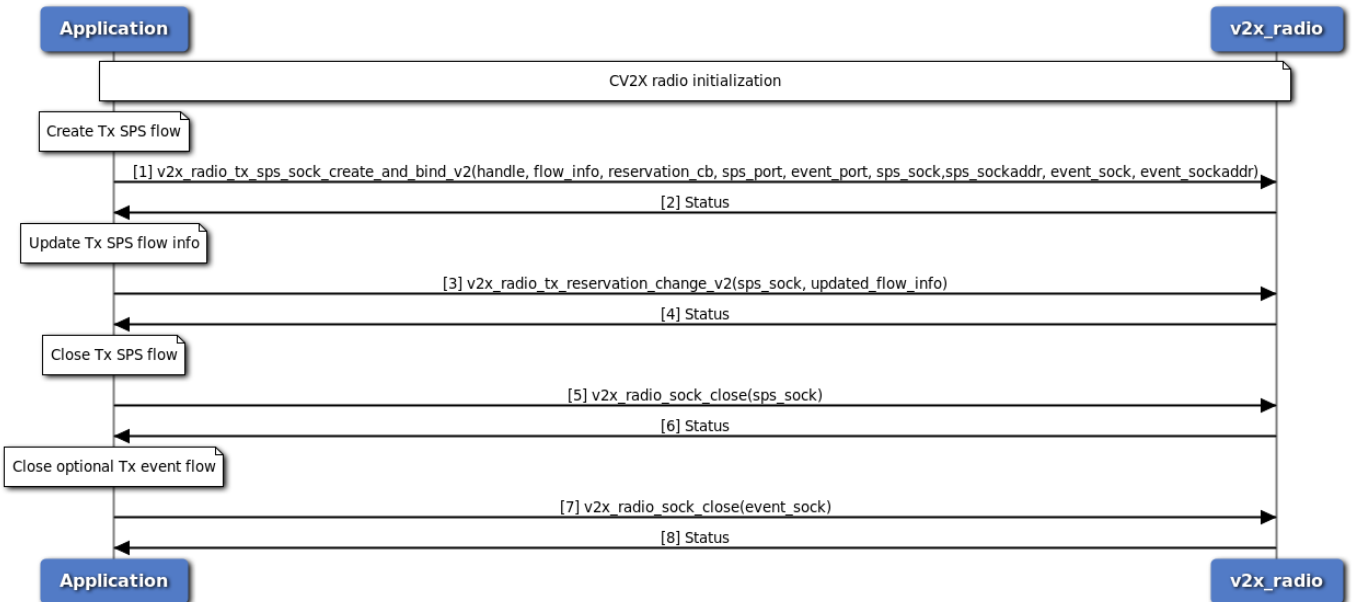 Application
v2x_radio
CV2X radio initialization
Create Tx SPS flow
[1] v2x_radio_tx_sps_sock_create_and_bind_v2(handle, flow_info, reservation_cb, sps_port, event_port, sps_sock,sps_sockaddr, event_sock, event_sockaddr)
[2] Status
Update Tx SPS flow info
[3] v2x_radio_tx_reservation_change_v2(sps_sock, updated_flow_info)
[4] Status
Close Tx SPS flow
[5] v2x_radio_sock_close(sps_sock)
[6] Status
Close optional Tx event flow
[7] v2x_radio_sock_close(event_sock)
[8] Status
Application
v2x_radio